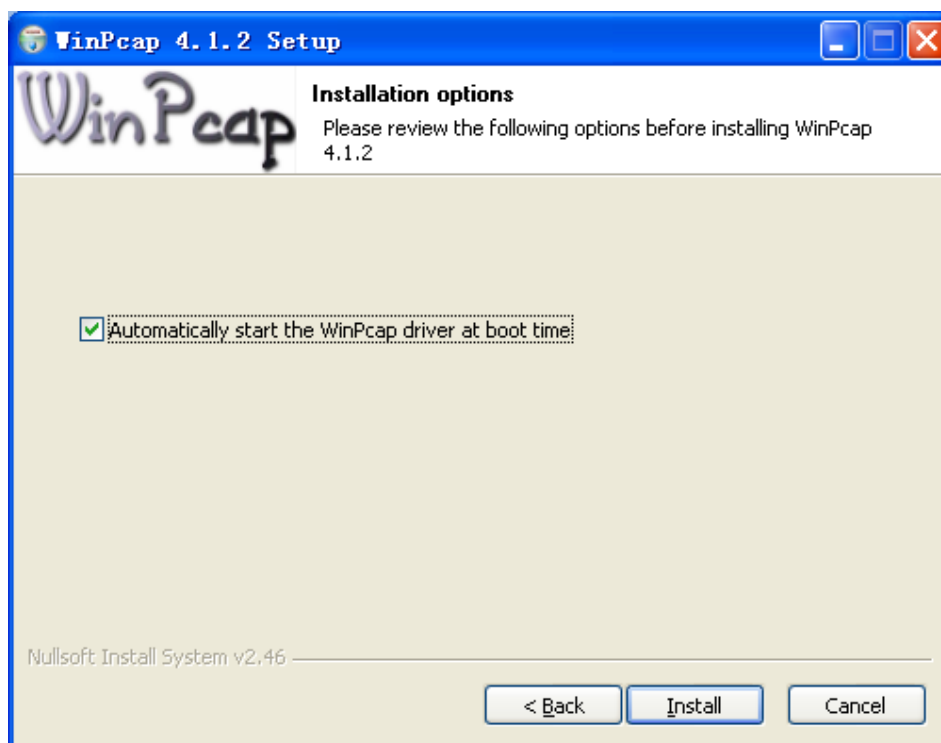 WinPcap 4.1.2 Setup
WinPcap
Installation options
Please review the following options before installing WinPcap
4.1.2
Automatically start the WinPcap driver at boot time
Nullsoft Install System v2.46
< Back
Install
Cancel